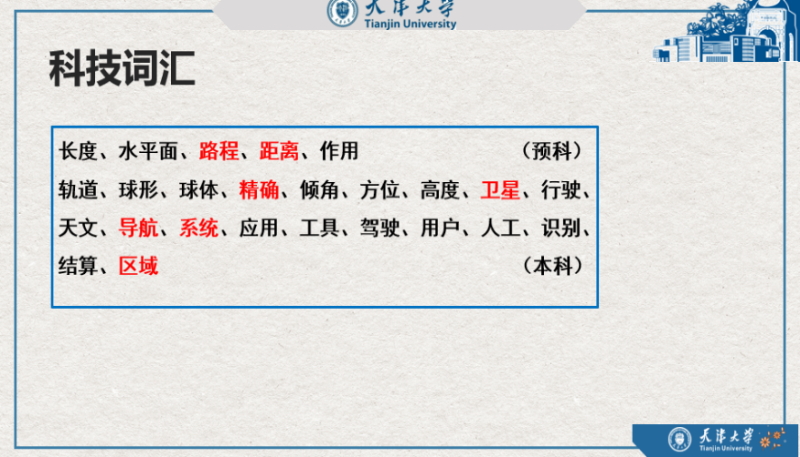 天津大学
Tianjin University
科技词汇
长度、水平面、路程、距离、作用 （预科）
轨道、球形、球体、精确、倾角、方位、高度、卫星、行驶、
天文、导航、系统、应用、工具、驾驶、用户、人工、识别、
结算、区域 （本科）
天津大学
Tianjin University